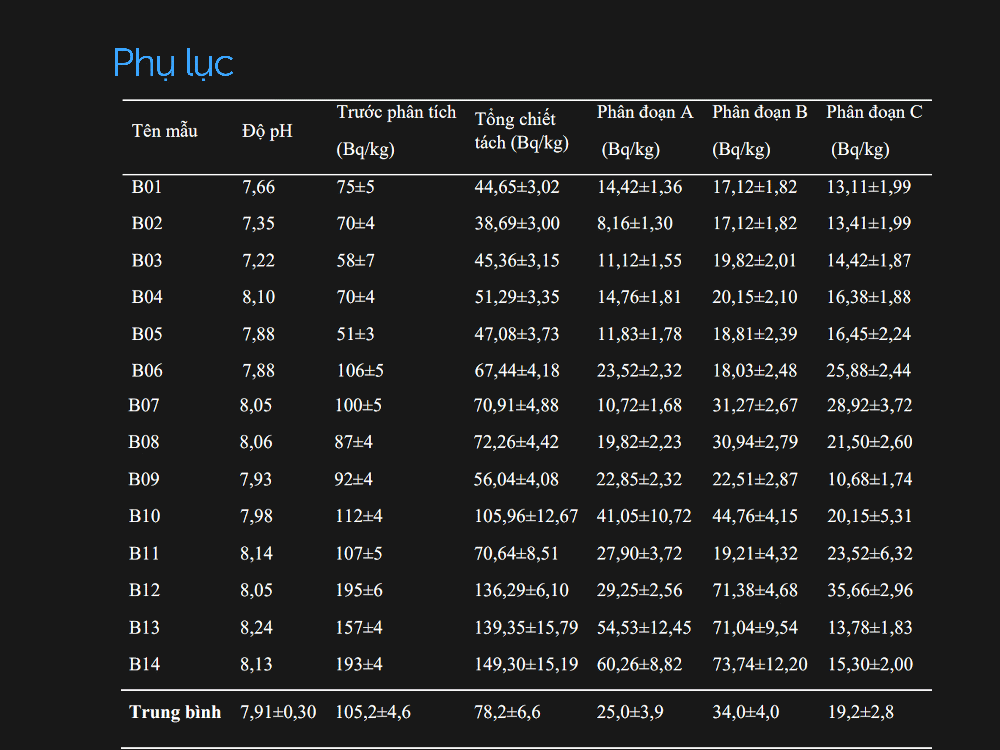 Phụ lục
Tên mẫu Độ pH Trước phân tích (Bq/kg) Tổng chiết tách (Bq/kg) Phân đoạn A (Bq/kg) Phân đoạn B (Bq/kg) Phân đoạn C (Bq/kg)
B01 7,66 75±5 44,65±3,02 14,42±1,36 17,12±1,82 13,11±1,99
B02 7,35 70±4 38,69±3,00 8,16±1,30 17,12±1,82 13,41±1,99
B03 7,22 58±7 45,36±3,15 11,12±1,55 19,82±2,01 14,42±1,87
B04 8,10 70±4 51,29±3,35 14,76±1,81 20,15±2,10 16,38±1,88
B05 7,88 51±3 47,08±3,73 11,83±1,78 18,81±2,39 16,45±2,24
B06 7,88 106±5 67,44±4,18 23,52±2,32 18,03±2,48 25,88±2,44
B07 8,05 100±5 70,91±4,88 10,72±1,68 31,27±2,67 28,92±3,72
B08 8,06 87±4 72,26±4,42 19,82±2,23 30,94±2,79 21,50±2,60
B09 7,93 92±4 56,04±4,08 22,85±2,32 22,51±2,87 10,68±1,74
B10 7,98 112±4 105,96±12,67 41,05±10,72 44,76±4,15 20,15±5,31
B11 8,14 107±5 70,64±8,51 27,90±3,72 19,21±4,32 23,52±6,32
B12 8,05 195±6 136,29±6,10 29,25±2,56 71,38±4,68 35,66±2,96
B13 8,24 157±4 139,35±15,79 54,53±12,45 71,04±9,54 13,78±1,83
B14 8,13 193±4 149,30±15,19 60,26±8,82 73,74±12,20 15,30±2,00
Trung bình 7,91±0,30 105,2±4,6 78,2±6,6 25,0±3,9 34,0±4,0 19,2±2,8